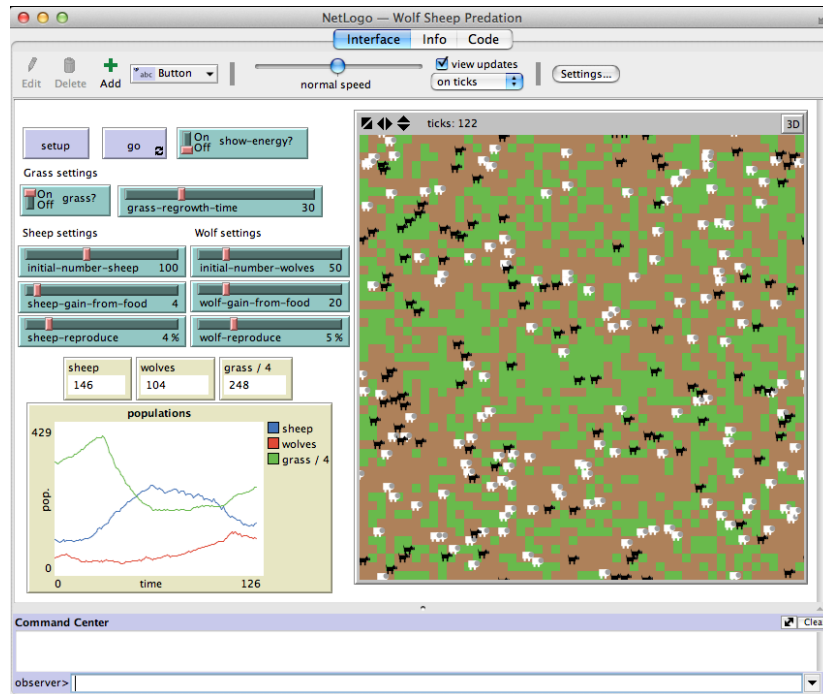 NetLogo — Wolf Sheep Predation
Interface Info Code
Edit Delete Add abc Button normal speed view updates on ticks Settings...
setup go On Off show-energy? ticks: 122 3D
Grass settings
On Off grass? grass-regrowth-time 30
Sheep settings Wolf settings
initial-number-sheep 100 initial-number-wolves 50
sheep-gain-from-food 4 wolf-gain-from-food 20
sheep-reproduce 4 % wolf-reproduce 5 %
sheep wolves grass / 4
146 104 248
populations
429 sheep
wolves
grass / 4
pop.
0
0 time 126
Command Center Clea
observer>